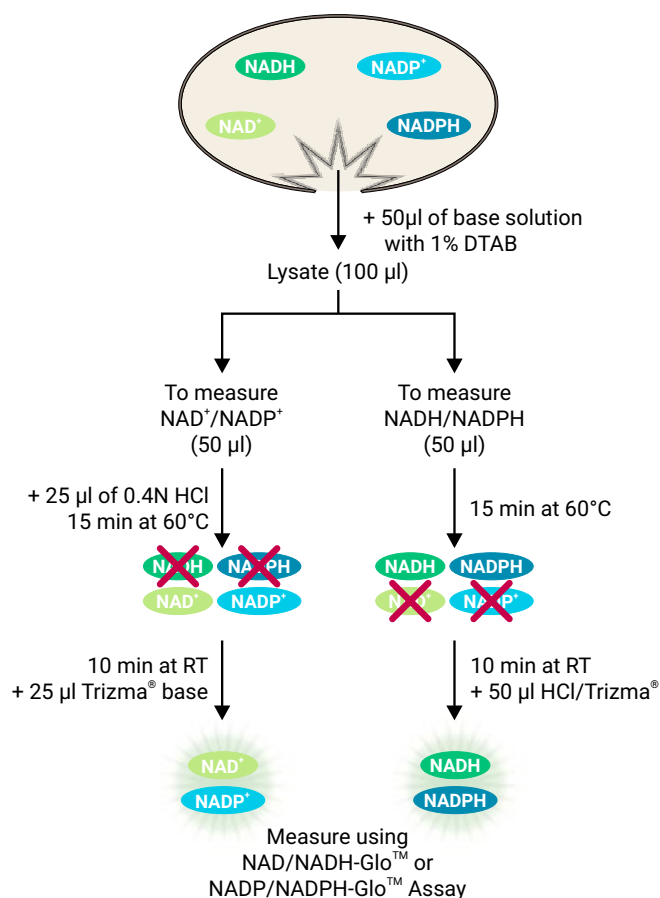 NADH
NADP⁺
NAD⁺
NADPH
+ 50µl of base solution
with 1% DTAB
Lysate (100 µl)
To measure
NAD⁺/NADP⁺
(50 µl)
To measure
NADH/NADPH
(50 µl)
+ 25 µl of 0.4N HCl
15 min at 60°C
15 min at 60°C
NADH
NADPH
NAD⁺
NADP⁺
NADH
NADPH
NAD⁺
NADP⁺
10 min at RT
+ 25 µl Trizma® base
10 min at RT
+ 50 µl HCl/Trizma®
NAD⁺
NADP⁺
NADH
NADPH
Measure using
NAD/NADH-Glo™ or
NADP/NADPH-Glo™ Assay